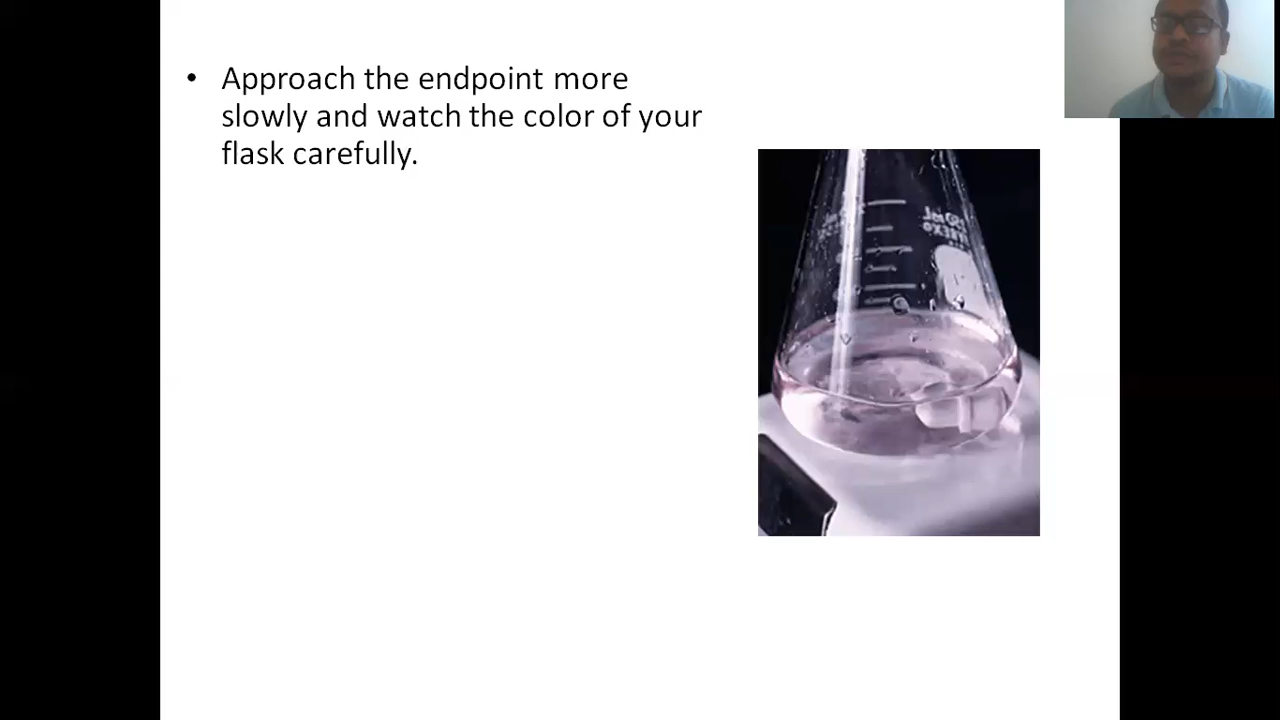 • Approach the endpoint more
slowly and watch the color of your
flask carefully.